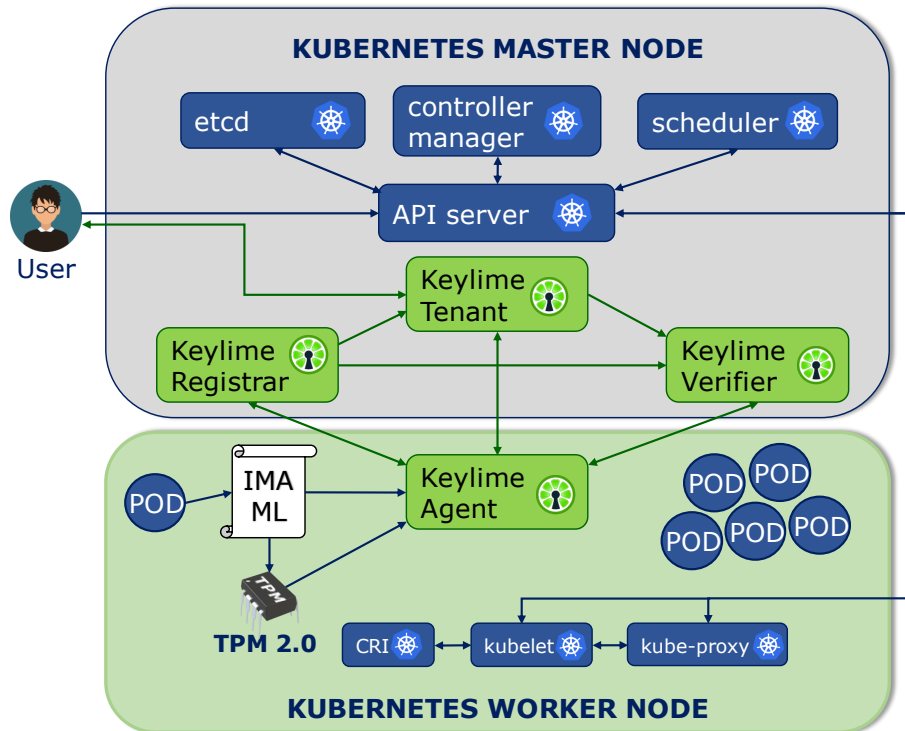 KUBERNETES MASTER NODE
etcd
controller
manager
scheduler
API server
User
Keylime
Tenant
Keylime
Registrar
Keylime
Verifier
POD
IMA
ML
Keylime
Agent
POD
POD
POD
POD
POD
TPM
TPM 2.0
CRI
kubelet
kube-proxy
KUBERNETES WORKER NODE